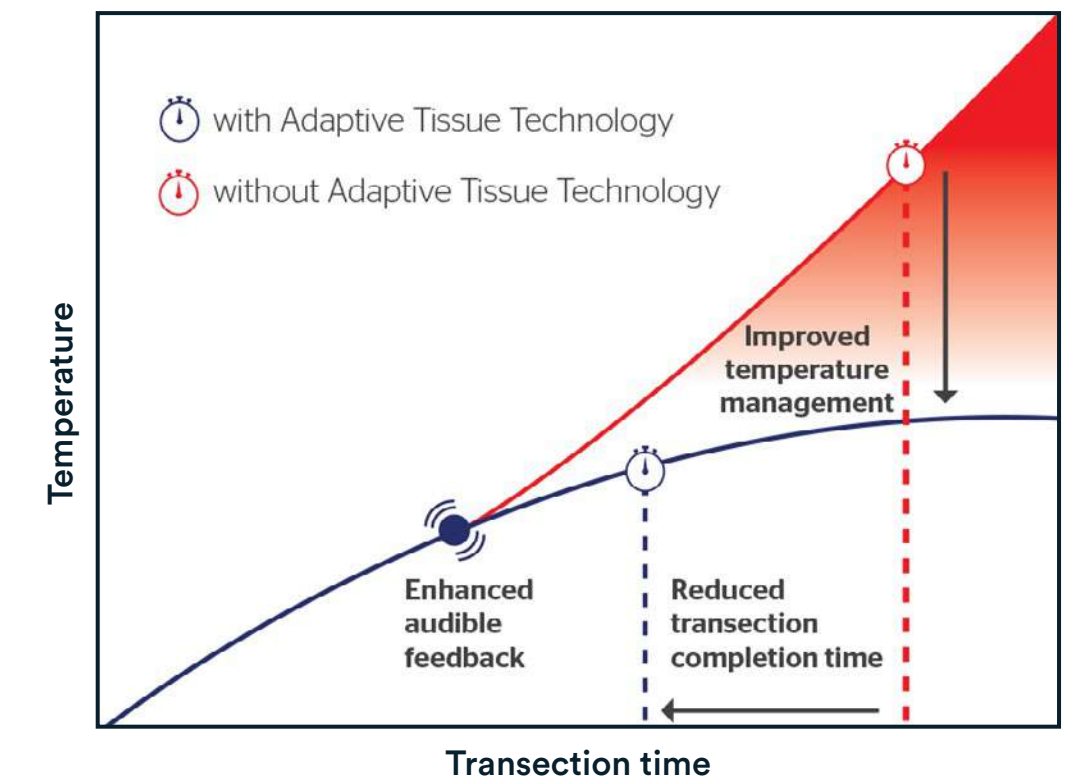 with Adaptive Tissue Technology
without Adaptive Tissue Technology
Improved
temperature
management
Enhanced
audible
feedback
Reduced
transection
completion time
Temperature
Transection time